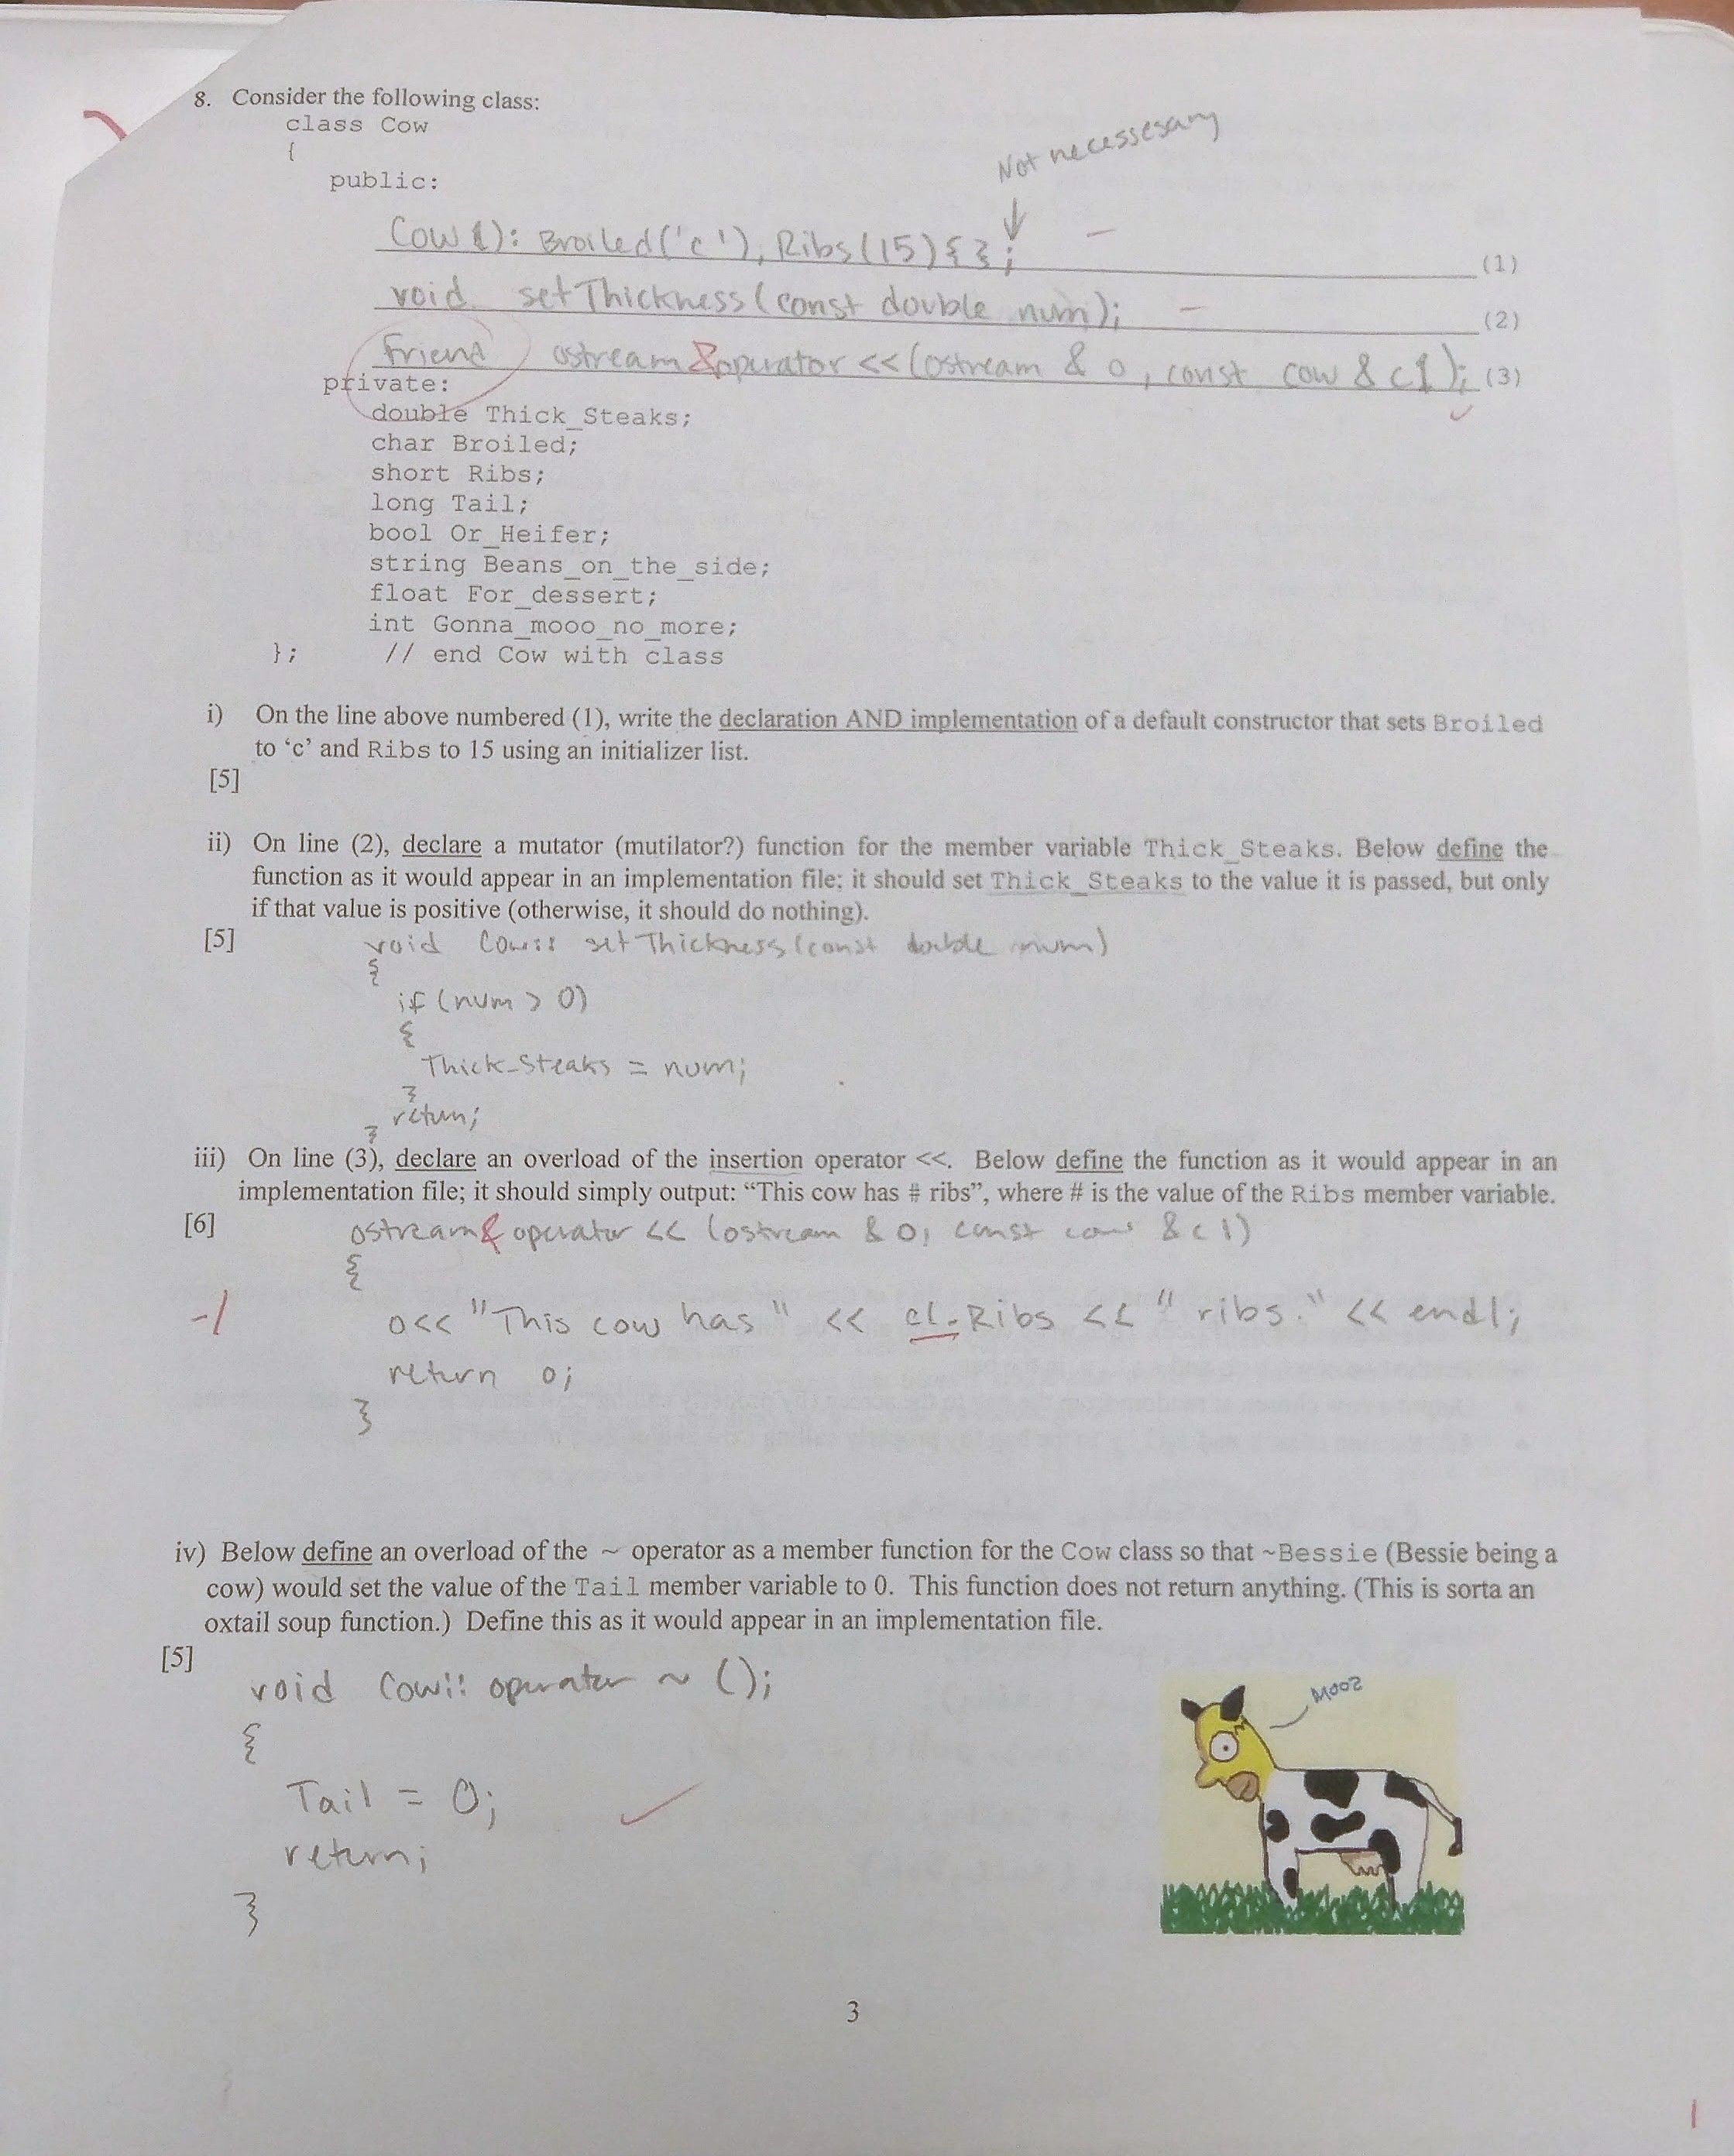 8. Consider the following class:
class Cow
{
Not necessesary
public:
Cow(): Broiled('c'), Ribs(15){}; (1)
void setThickness(const double num); (2)
friend ostream &operator <<(ostream & o, const cow & c1); (3)
private:
double Thick_Steaks;
char Broiled;
short Ribs;
long Tail;
bool Or_Heifer;
string Beans_on_the_side;
float For_dessert;
int Gonna_mooo_no_more;
}; // end Cow with class
i) On the line above numbered (1), write the declaration AND implementation of a default constructor that sets Broiled
to ‘c’ and Ribs to 15 using an initializer list.
[5]
ii) On line (2), declare a mutator (mutilator?) function for the member variable Thick_Steaks. Below define the
function as it would appear in an implementation file; it should set Thick_Steaks to the value it is passed, but only
if that value is positive (otherwise, it should do nothing).
[5] void Cow:: setThickness(const double num)
{
if (num > 0)
{
Thick_Steaks = num;
}
return;
}
iii) On line (3), declare an overload of the insertion operator <<. Below define the function as it would appear in an
implementation file; it should simply output: “This cow has # ribs”, where # is the value of the Ribs member variable.
[6] ostream& operator << (ostream & o, const cow & c1)
{
-1 o<< "This cow has" << c1.Ribs << " ribs." << endl;
return o;
}
iv) Below define an overload of the ~ operator as a member function for the Cow class so that ~Bessie (Bessie being a
cow) would set the value of the Tail member variable to 0. This function does not return anything. (This is sorta an
oxtail soup function.) Define this as it would appear in an implementation file.
[5]
void Cow:: operator ~ ();
{
Tail = 0;
return;
}
3
1